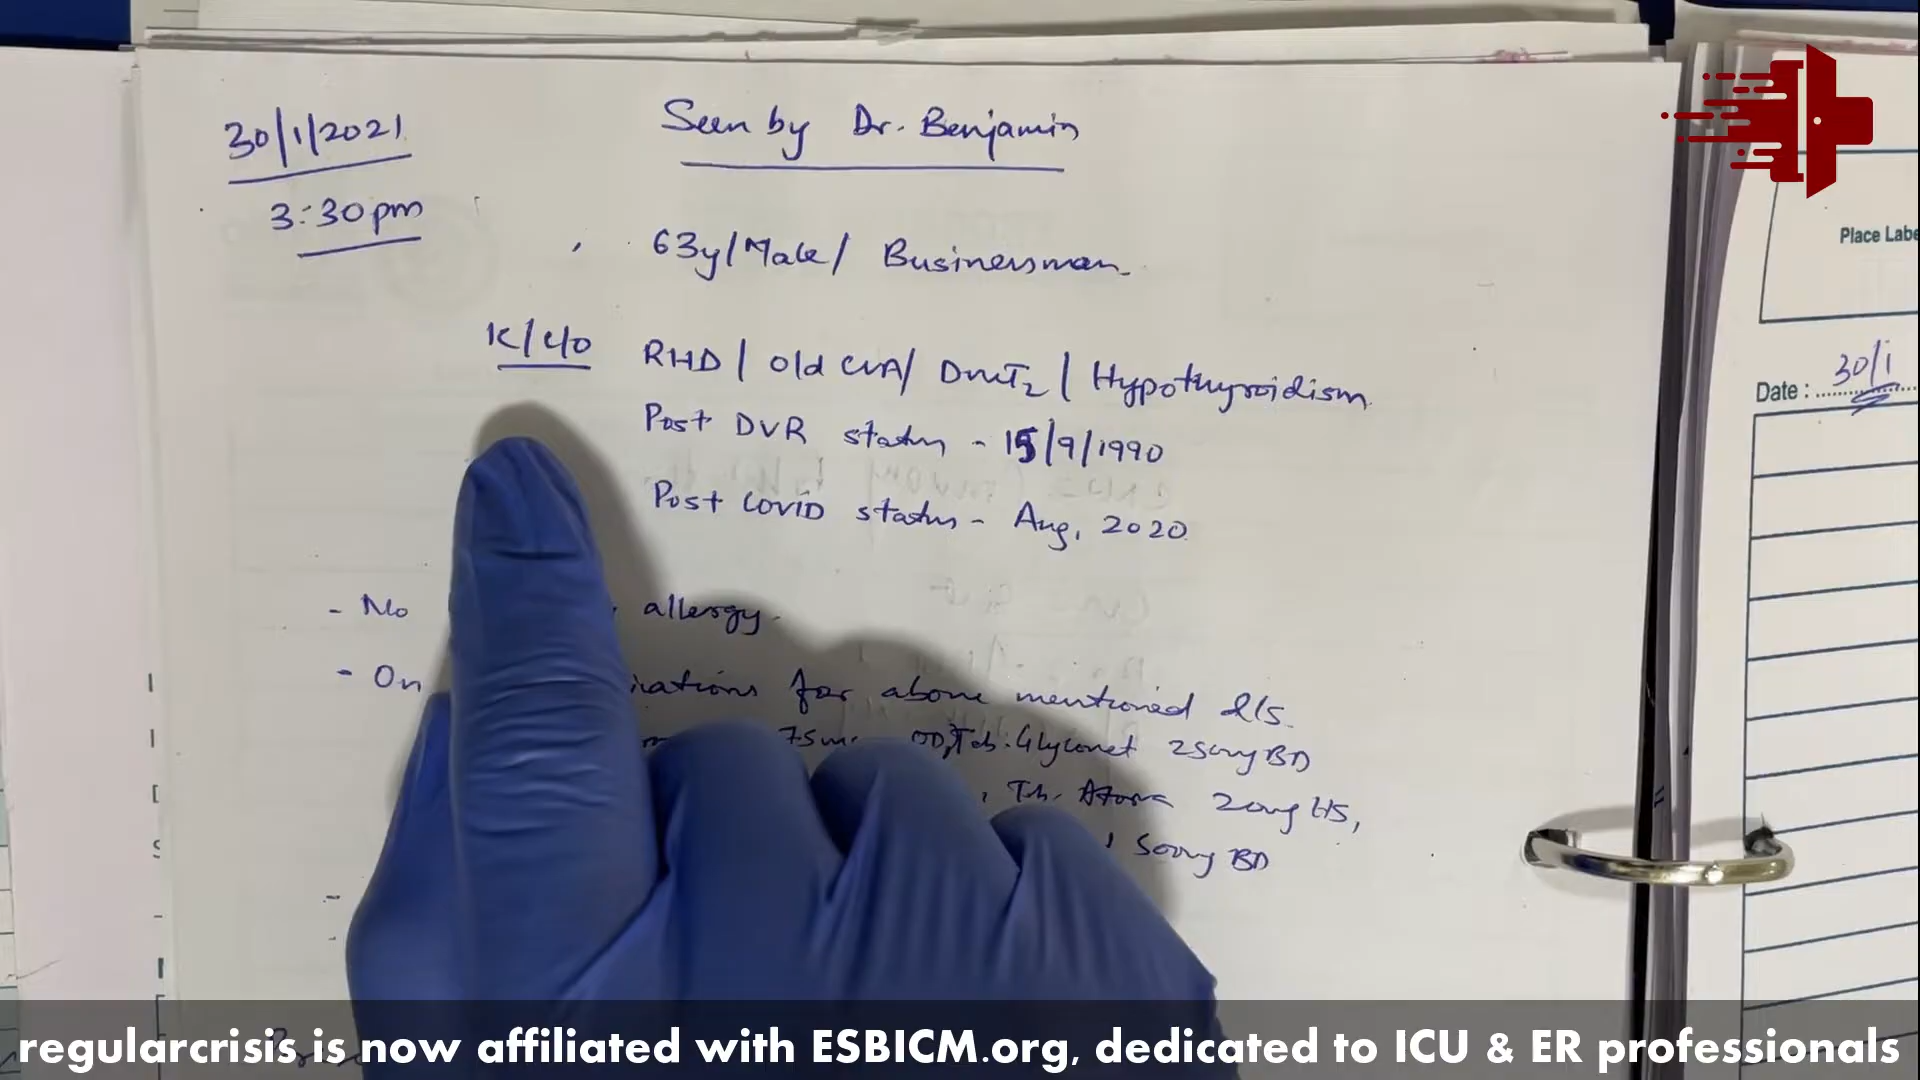 30/1/2021
3:30pm
Seen by Dr. Benjamin
63y/Male/ Businessman
K/c/o RHD / Old CVA/ DMT2 / Hypothyroidism
Post DVR status - 15/9/1990
Post COVID status - Aug, 2020
- No allergy.
- On for above mentioned d/s.
75m OD, Tab. Glyconet 250mg BD
, Tb. Atorva 20mg HS,
500mg BD
Place Labe
Date : 30/1
regularcrisis is now affiliated with ESBICM.org, dedicated to ICU & ER professionals